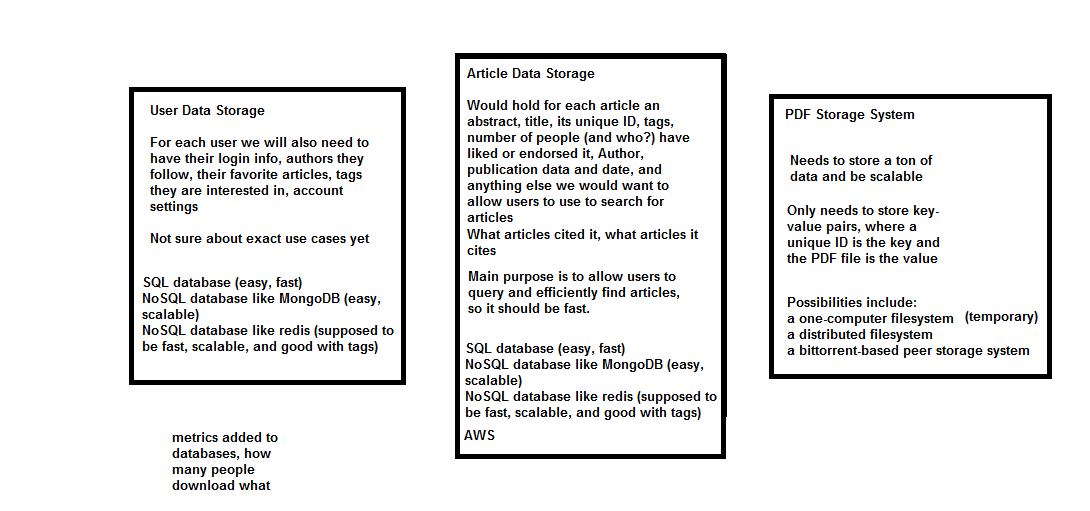 User Data Storage
For each user we will also need to
have their login info, authors they
follow, their favorite articles, tags
they are interested in, account
settings
Not sure about exact use cases yet
SQL database (easy, fast)
NoSQL database like MongoDB (easy,
scalable)
NoSQL database like redis (supposed to
be fast, scalable, and good with tags)
metrics added to
databases, how
many people
download what
Article Data Storage
Would hold for each article an
abstract, title, its unique ID, tags,
number of people (and who?) have
liked or endorsed it, Author,
publication data and date, and
anything else we would want to
allow users to use to search for
articles
What articles cited it, what articles it
cites
Main purpose is to allow users to
query and efficiently find articles,
so it should be fast.
SQL database (easy, fast)
NoSQL database like MongoDB (easy,
scalable)
NoSQL database like redis (supposed to
be fast, scalable, and good with tags)
AWS
PDF Storage System
Needs to store a ton of
data and be scalable
Only needs to store key-
value pairs, where a
unique ID is the key and
the PDF file is the value
Possibilities include:
a one-computer filesystem (temporary)
a distributed filesystem
a bittorrent-based peer storage system